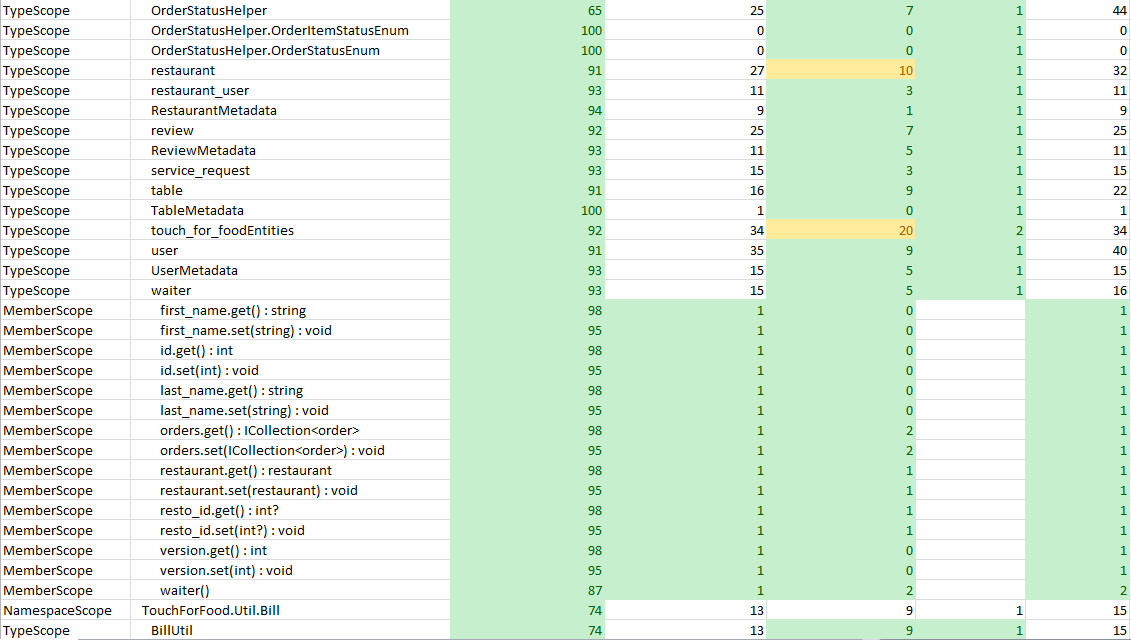 TypeScope OrderStatusHelper 65 25 7 1 44
TypeScope OrderStatusHelper.OrderItemStatusEnum 100 0 0 1 0
TypeScope OrderStatusHelper.OrderStatusEnum 100 0 0 1 0
TypeScope restaurant 91 27 10 1 32
TypeScope restaurant_user 93 11 3 1 11
TypeScope RestaurantMetadata 94 9 1 1 9
TypeScope review 92 25 7 1 25
TypeScope ReviewMetadata 93 11 5 1 11
TypeScope service_request 93 15 3 1 15
TypeScope table 91 16 9 1 22
TypeScope TableMetadata 100 1 0 1 1
TypeScope touch_for_foodEntities 92 34 20 2 34
TypeScope user 91 35 9 1 40
TypeScope UserMetadata 93 15 5 1 15
TypeScope waiter 93 15 5 1 16
MemberScope first_name.get() : string 98 1 0 1
MemberScope first_name.set(string) : void 95 1 0 1
MemberScope id.get() : int 98 1 0 1
MemberScope id.set(int) : void 95 1 0 1
MemberScope last_name.get() : string 98 1 0 1
MemberScope last_name.set(string) : void 95 1 0 1
MemberScope orders.get() : ICollection<order> 98 1 2 1
MemberScope orders.set(ICollection<order>) : void 95 1 2 1
MemberScope restaurant.get() : restaurant 98 1 1 1
MemberScope restaurant.set(restaurant) : void 95 1 1 1
MemberScope resto_id.get() : int? 98 1 1 1
MemberScope resto_id.set(int?) : void 95 1 1 1
MemberScope version.get() : int 98 1 0 1
MemberScope version.set(int) : void 95 1 0 1
MemberScope waiter() 87 1 2 2
NamespaceScope TouchForFood.Util.Bill 74 13 9 1 15
TypeScope BillUtil 74 13 9 1 15